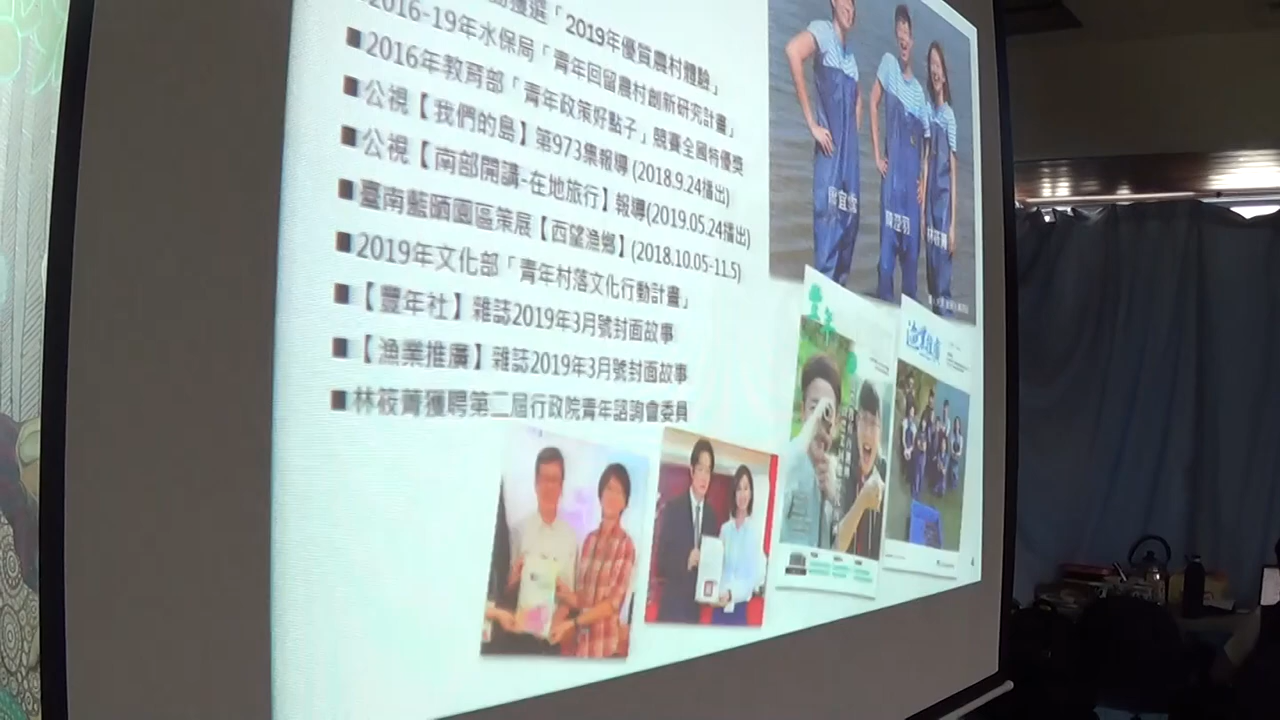 獲選「2019年優質農村體驗」
2016-19年水保局「青年回留農村創新研究計畫」
■2016年教育部「青年政策好點子」競賽全國特優獎
■公視【我們的島】第973集報導 (2018.9.24播出)
■公視【南部開講-在地旅行】報導(2019.05.24播出)
■臺南藍晒圖園區策展【西望漁鄉】(2018.10.05-11.5)
■2019年文化部「青年村落文化行動計畫」
■【豐年社】雜誌2019年3月號封面故事
■【漁業推廣】雜誌2019年3月號封面故事
■林筱菁獲聘第二屆行政院青年諮詢會委員
豐年
漁業推廣
4